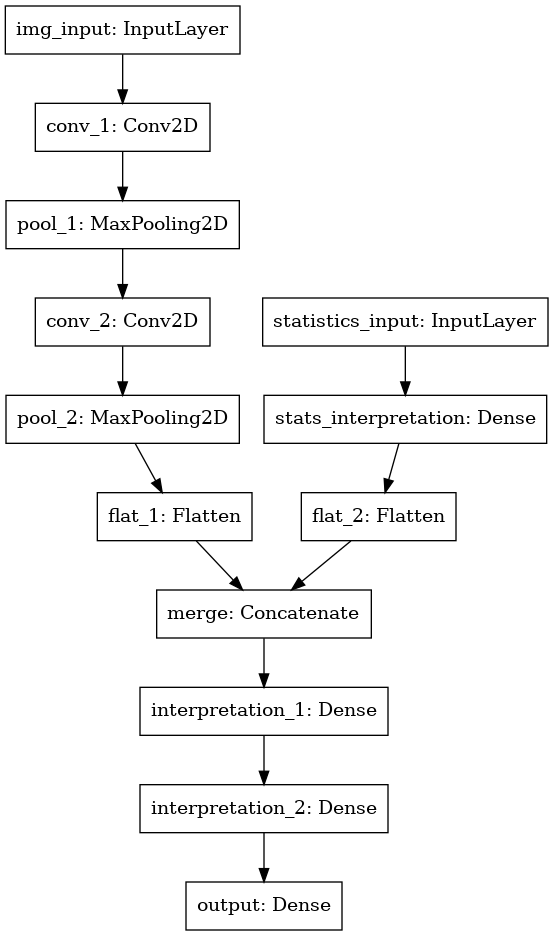 img_input: InputLayer
conv_1: Conv2D
pool_1: MaxPooling2D
conv_2: Conv2D
statistics_input: InputLayer
pool_2: MaxPooling2D
stats_interpretation: Dense
flat_1: Flatten
flat_2: Flatten
merge: Concatenate
interpretation_1: Dense
interpretation_2: Dense
output: Dense